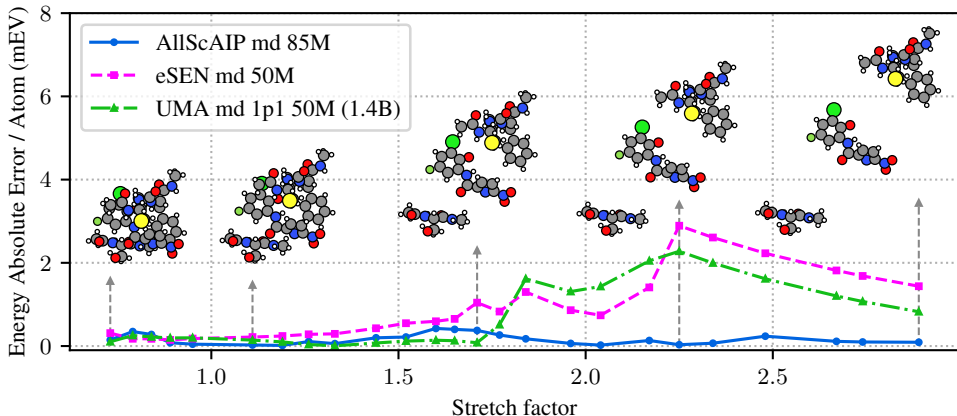 Energy Absolute Error / Atom (mEV)
8
6
4
2
0
AllScAIP md 85M
eSEN md 50M
UMA md 1p1 50M (1.4B)
1.0 1.5 2.0 2.5
Stretch factor